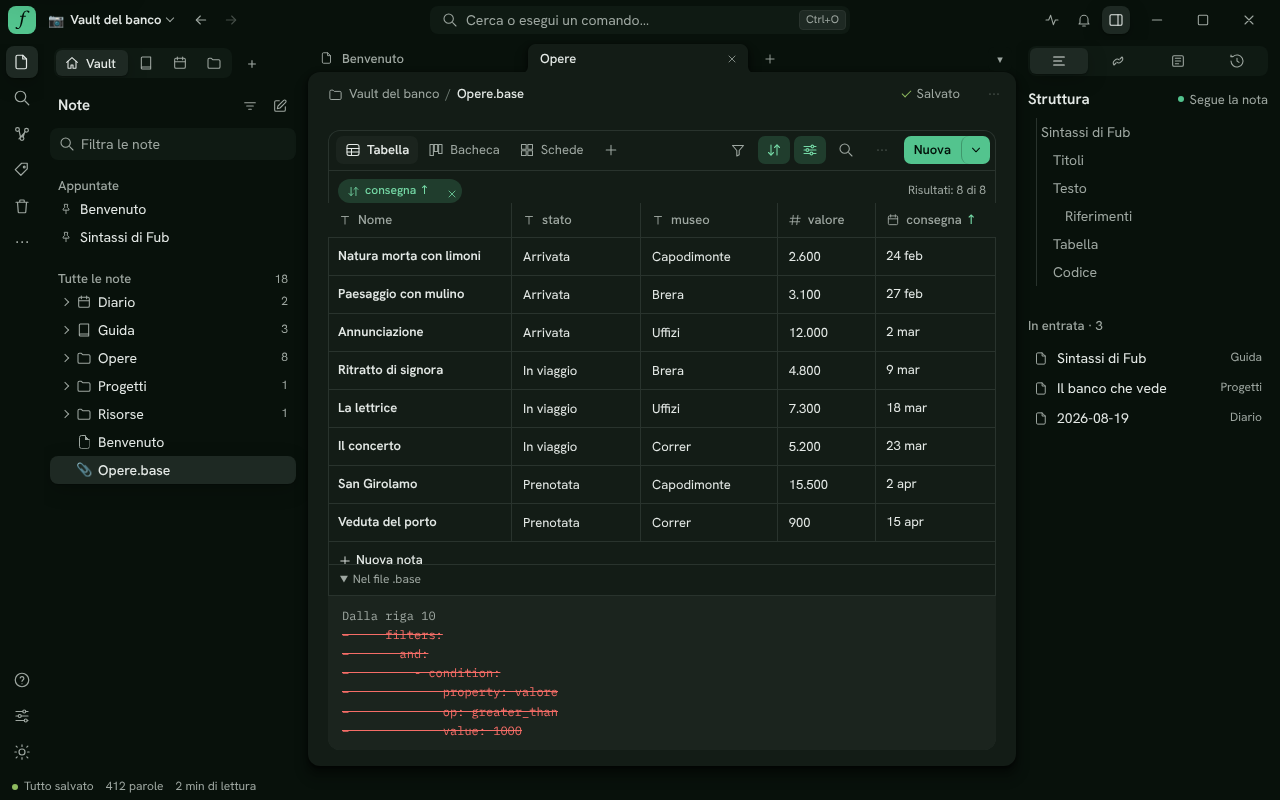 Vault del banco
Cerca o esegui un comando…
Ctrl+O
Vault
Benvenuto
Opere
Note
Filtra le note
Appuntate
Benvenuto
Sintassi di Fub
Tutte le note 18
Diario 2
Guida 3
Opere 8
Progetti 1
Risorse 1
Benvenuto
Opere.base
Vault del banco / Opere.base
Salvato
Tabella
Bacheca
Schede
Nuova
consegna ↑
Risultati: 8 di 8
Nome stato museo valore consegna ↑
Natura morta con limoni Arrivata Capodimonte 2.600 24 feb
Paesaggio con mulino Arrivata Brera 3.100 27 feb
Annunciazione Arrivata Uffizi 12.000 2 mar
Ritratto di signora In viaggio Brera 4.800 9 mar
La lettrice In viaggio Uffizi 7.300 18 mar
Il concerto In viaggio Correr 5.200 23 mar
San Girolamo Prenotata Capodimonte 15.500 2 apr
Veduta del porto Prenotata Correr 900 15 apr
+ Nuova nota
Nel file .base
Dalla riga 10
- filters:
- and:
- - condition:
- property: valore
- op: greater_than
- value: 1000
Struttura
Segue la nota
Sintassi di Fub
Titoli
Testo
Riferimenti
Tabella
Codice
In entrata · 3
Sintassi di Fub Guida
Il banco che vede Progetti
2026-08-19 Diario
Tutto salvato 412 parole 2 min di lettura